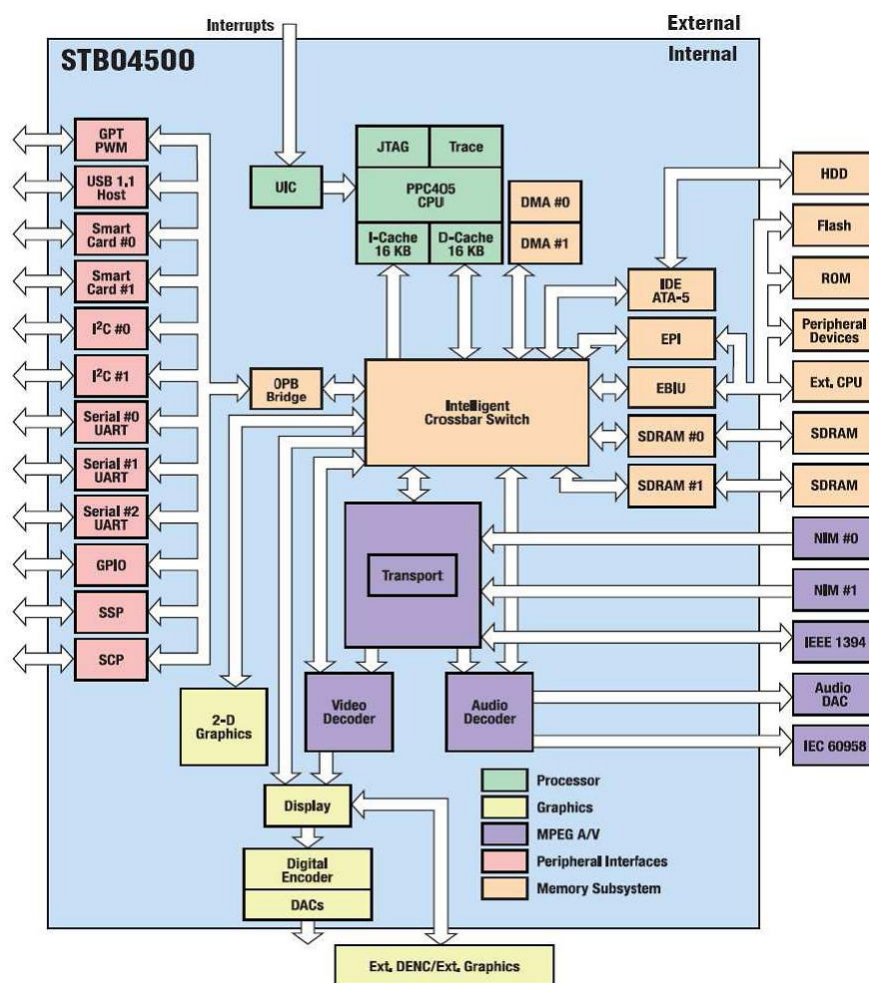 Interrupts
External
Internal
STB04500
GPT
PWM
USB 1.1
Host
Smart
Card #0
Smart
Card #1
I²C #0
I²C #1
Serial #0
UART
Serial #1
UART
Serial #2
UART
GPIO
SSP
SCP
UIC
JTAG
Trace
PPC405
CPU
I-Cache
16 KB
D-Cache
16 KB
DMA #0
DMA #1
IDE
ATA-5
EPI
EBIU
SDRAM #0
SDRAM #1
OPB
Bridge
Intelligent
Crossbar Switch
HDD
Flash
ROM
Peripheral
Devices
Ext. CPU
SDRAM
SDRAM
NIM #0
NIM #1
IEEE 1394
Audio
DAC
IEC 60958
Transport
2-D
Graphics
Video
Decoder
Audio
Decoder
Display
Digital
Encoder
DACs
Processor
Graphics
MPEG A/V
Peripheral Interfaces
Memory Subsystem
Ext. DENC/Ext. Graphics